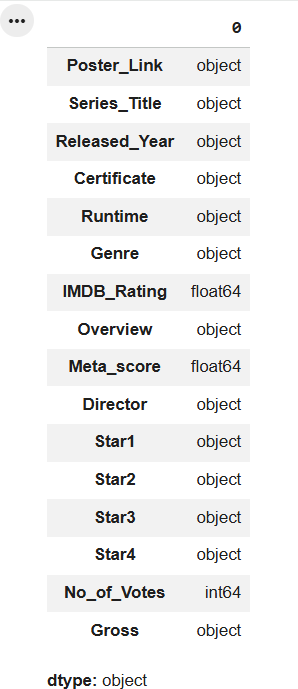 0
Poster_Link object
Series_Title object
Released_Year object
Certificate object
Runtime object
Genre object
IMDB_Rating float64
Overview object
Meta_score float64
Director object
Star1 object
Star2 object
Star3 object
Star4 object
No_of_Votes int64
Gross object
dtype: object